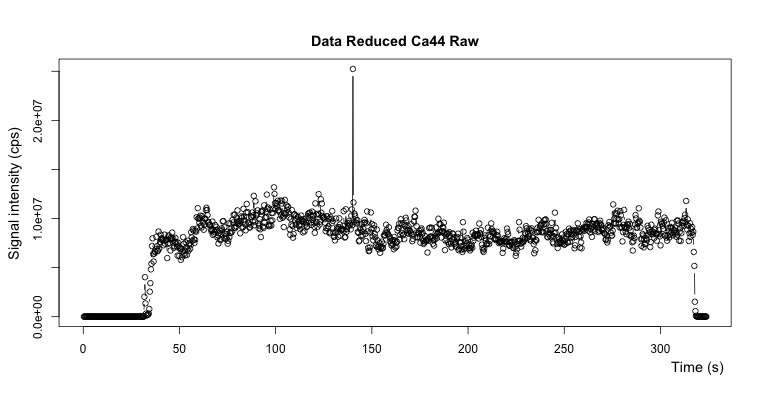 Data Reduced Ca44 Raw
Signal intensity (cps)
2.0e+07
1.0e+07
0.0e+00
0 50 100 150 200 250 300
Time (s)